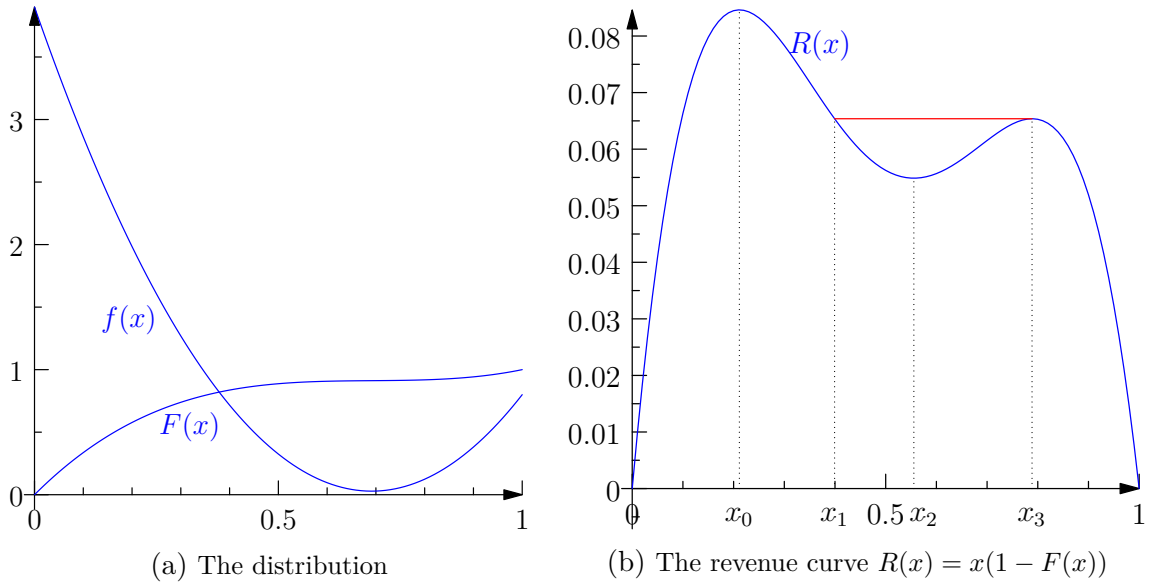 3
2
1
0
0
0.5
1
f(x)
F(x)
(a) The distribution
0.08
0.07
0.06
0.05
0.04
0.03
0.02
0.01
0
0
x₀
x₁
0.5
x₂
x₃
1
R(x)
(b) The revenue curve R(x) = x(1 − F(x))